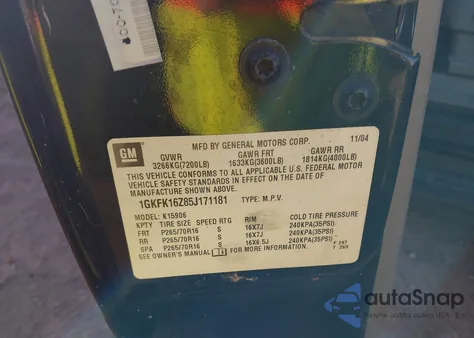 GM
MFD BY GENERAL MOTORS CORP. 11/04
GVWR GAWR FRT GAWR RR
3266KG(7200LB) 1633KG(3600LB) 1814KG(4000LB)
THIS VEHICLE CONFORMS TO ALL APPLICABLE U.S. FEDERAL MOTOR
VEHICLE SAFETY STANDARDS IN EFFECT ON THE DATE OF
MANUFACTURE SHOWN ABOVE.
1GKFK16Z85J171181 TYPE: M.P.V.
MODEL: K15906
KPTY TIRE SIZE SPEED RTG RIM COLD TIRE PRESSURE
FRT P265/70R16 S 16X7J 240KPA(35PSI)
RR P265/70R16 S 16X7J 240KPA(35PSI)
SPA P265/70R16 S 16X6.5J 240KPA(35PSI)
SEE OWNER'S MANUAL FOR MORE INFORMATION
autoSnap